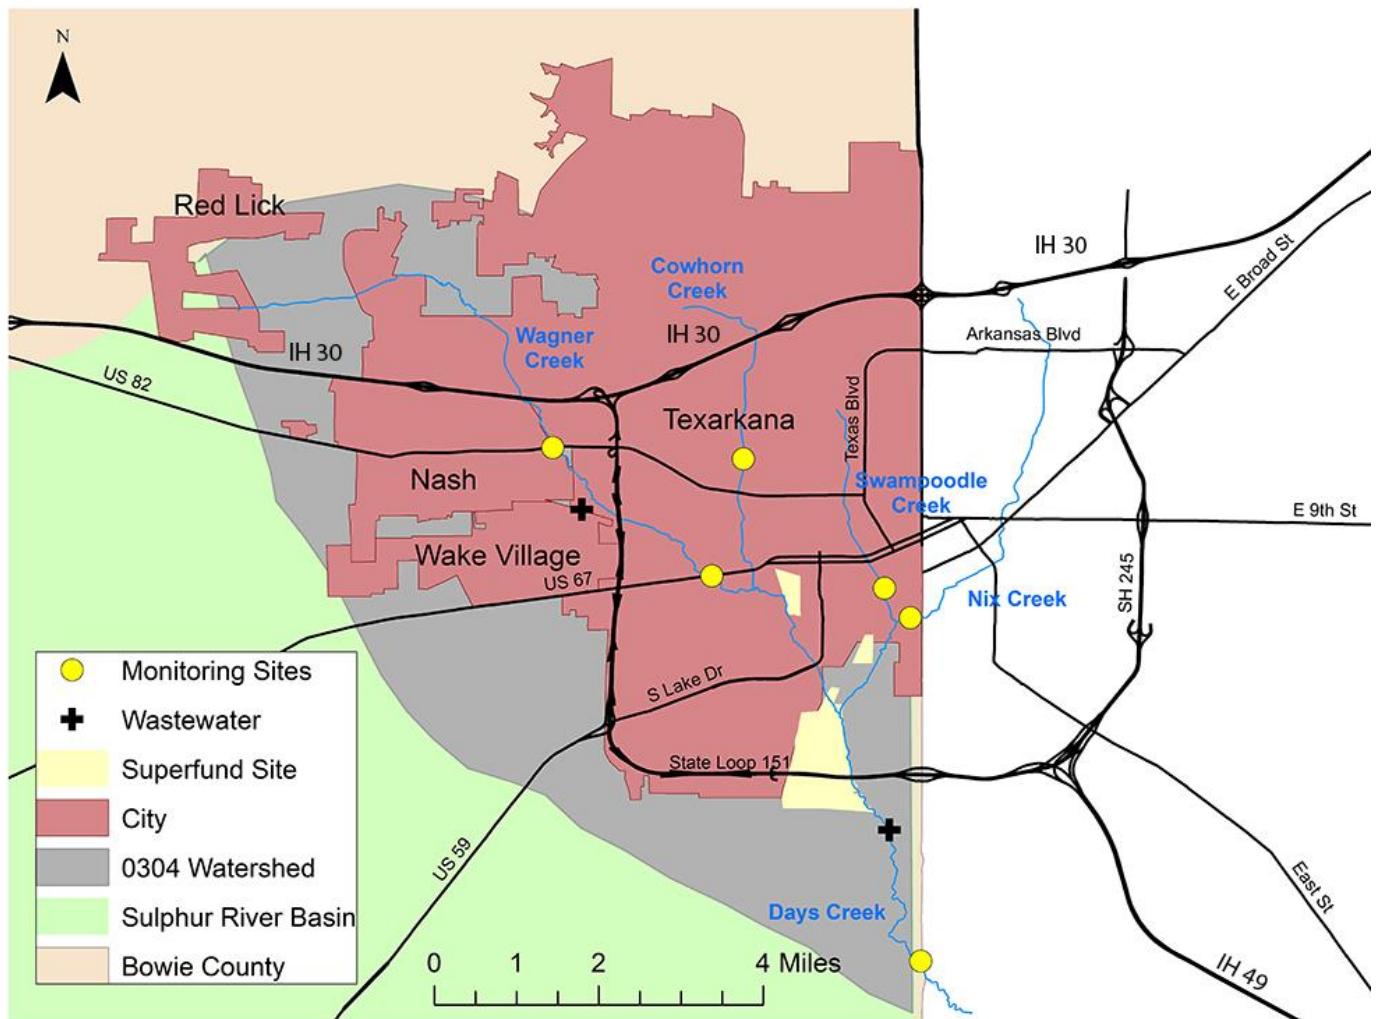 N
Red Lick
IH 30
E Broad St
Cowhorn
Creek
Wagner
Creek
IH 30
IH 30
Arkansas Blvd
US 82
Texarkana
Texas Blvd
Nash
Swampoodle
Creek
E 9th St
Wake Village
US 67
Nix Creek
SH 245
S Lake Dr
State Loop 151
US 59
East St
Days Creek
IH 49
Monitoring Sites
Wastewater
Superfund Site
City
0304 Watershed
Sulphur River Basin
Bowie County
0 1 2 4 Miles